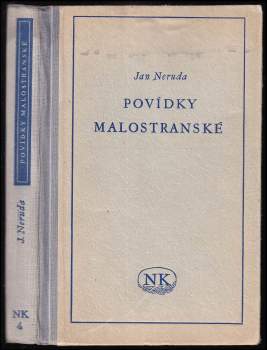 POVÍDKY MALOSTRANSKÉ
J. Neruda
NK
4
Jan Neruda
POVÍDKY
MALOSTRANSKÉ
NK